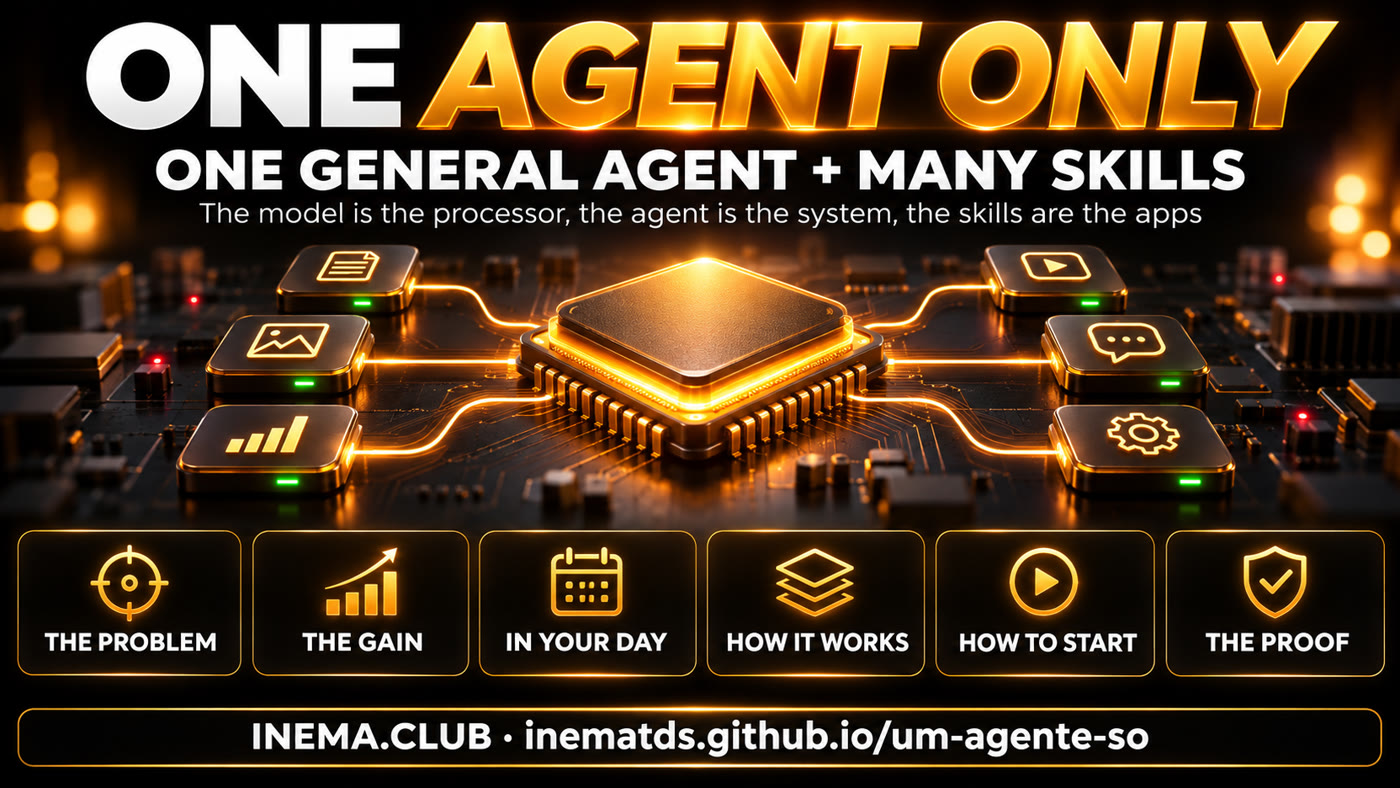 ONE AGENT ONLY
ONE GENERAL AGENT + MANY SKILLS
The model is the processor, the agent is the system, the skills are the apps
THE PROBLEM
THE GAIN
IN YOUR DAY
HOW IT WORKS
HOW TO START
THE PROOF
INEMA.CLUB · inematds.github.io/um-agente-so